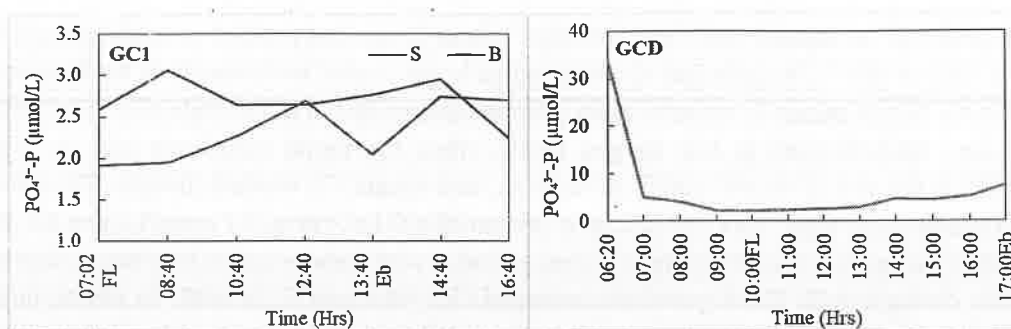 GC1
S B
PO₄³⁻-P (µmol/L)
3.5
3.0
2.5
2.0
1.5
1.0
07:02 FL
08:40
10:40
12:40
13:40 Eb
14:40
16:40
Time (Hrs)
GCD
PO₄³⁻-P (µmol/L)
40
30
20
10
0
06:20
07:00
08:00
09:00
10:00FL
11:00
12:00
13:00
14:00
15:00
16:00
17:00Eb
Time (Hrs)